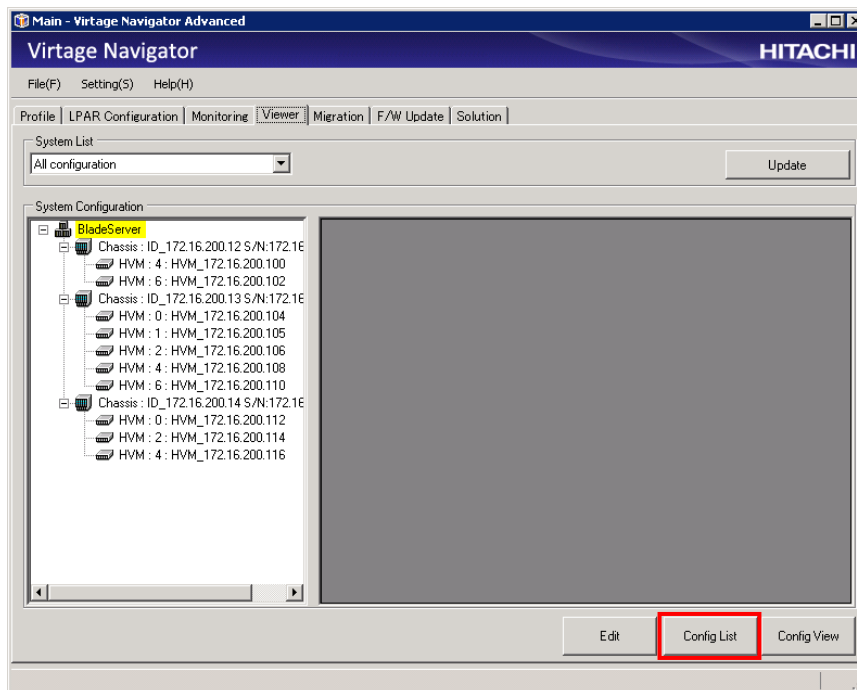 Main - Virtage Navigator Advanced
Virtage Navigator
HITACHI
File(F) Setting(S) Help(H)
Profile LPAR Configuration Monitoring Viewer Migration F/W Update Solution
System List
All configuration
Update
System Configuration
BladeServer
Chassis : ID_172.16.200.12 S/N:172.16
HVM : 4 : HVM_172.16.200.100
HVM : 6 : HVM_172.16.200.102
Chassis : ID_172.16.200.13 S/N:172.16
HVM : 0 : HVM_172.16.200.104
HVM : 1 : HVM_172.16.200.105
HVM : 2 : HVM_172.16.200.106
HVM : 4 : HVM_172.16.200.108
HVM : 6 : HVM_172.16.200.110
Chassis : ID_172.16.200.14 S/N:172.16
HVM : 0 : HVM_172.16.200.112
HVM : 2 : HVM_172.16.200.114
HVM : 4 : HVM_172.16.200.116
Edit Config List Config View